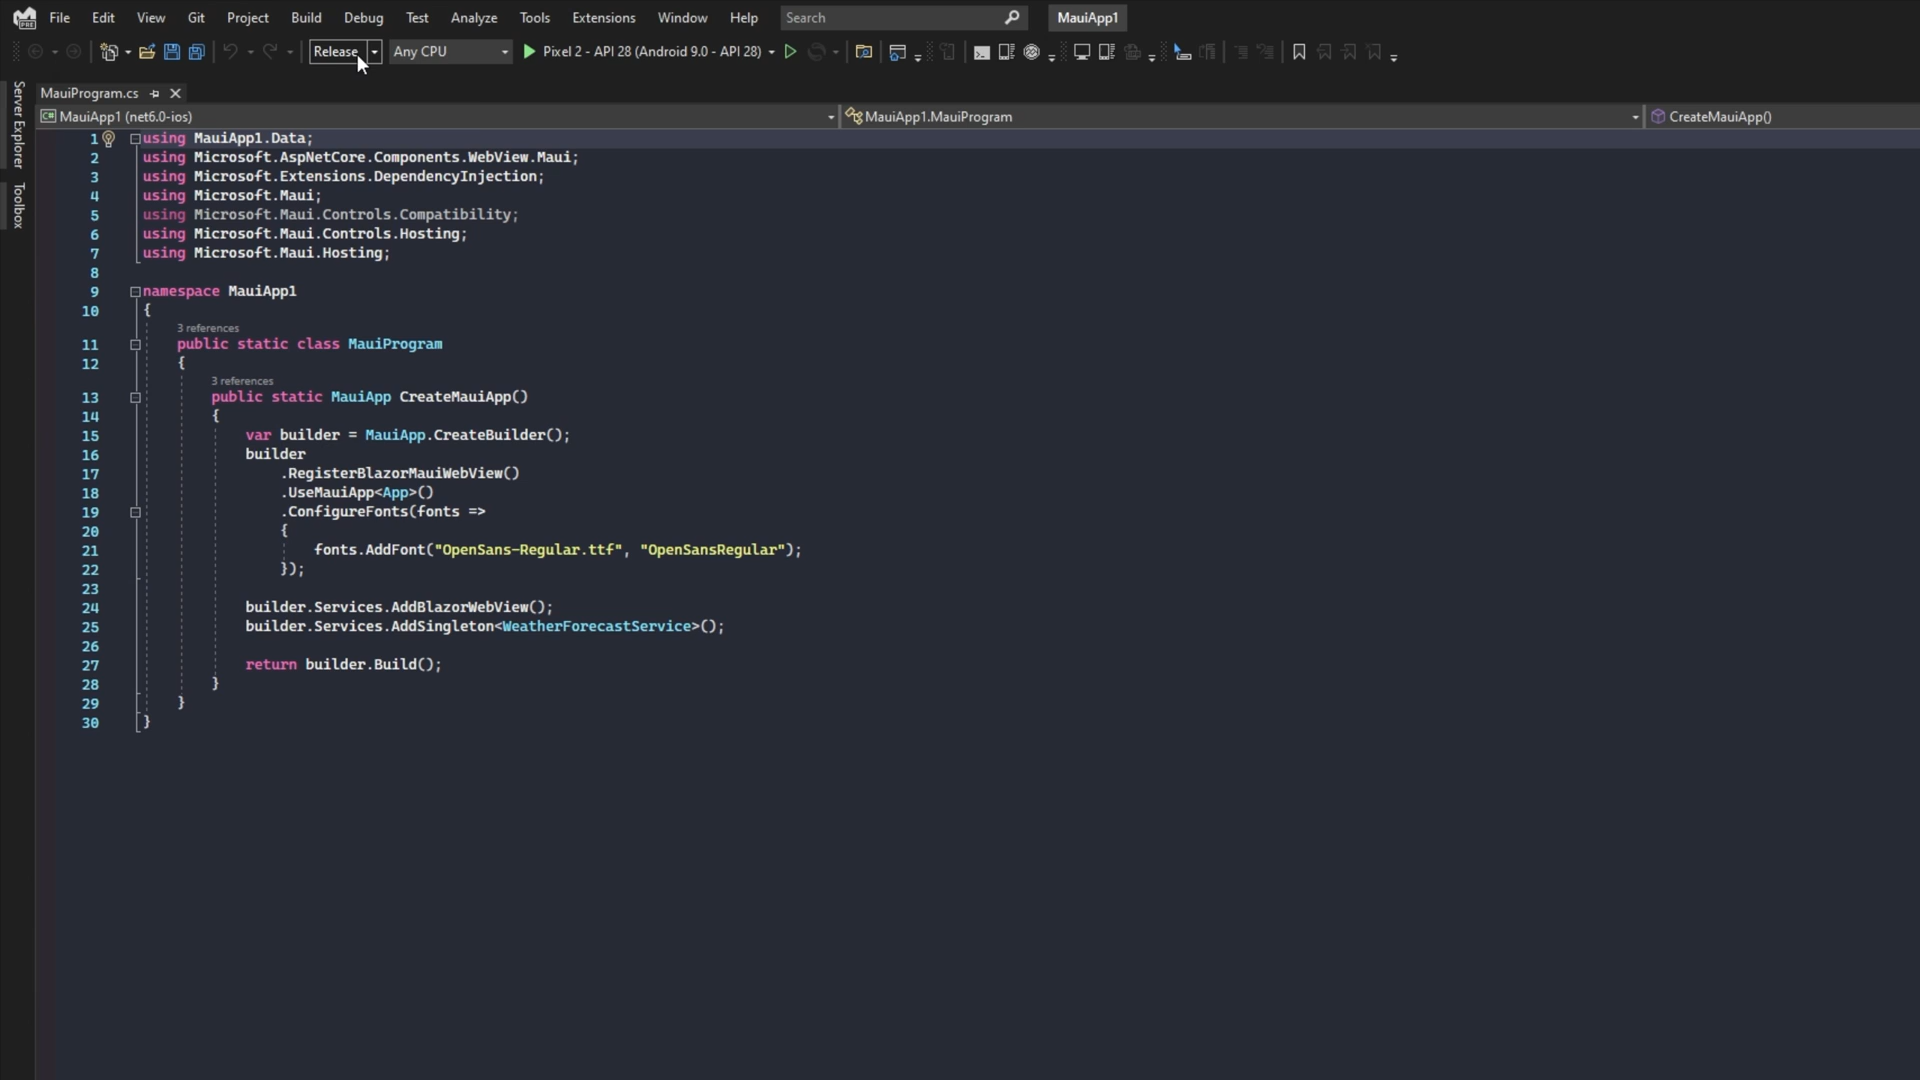 File Edit View Git Project Build Debug Test Analyze Tools Extensions Window Help Search MauiApp1
Release Any CPU Pixel 2 - API 28 (Android 9.0 - API 28)
Server Explorer
Toolbox
MauiProgram.cs
MauiApp1 (net6.0-ios) MauiApp1.MauiProgram CreateMauiApp()
1 using MauiApp1.Data;
2 using Microsoft.AspNetCore.Components.WebView.Maui;
3 using Microsoft.Extensions.DependencyInjection;
4 using Microsoft.Maui;
5 using Microsoft.Maui.Controls.Compatibility;
6 using Microsoft.Maui.Controls.Hosting;
7 using Microsoft.Maui.Hosting;
8
9 namespace MauiApp1
10 {
3 references
11 public static class MauiProgram
12 {
3 references
13 public static MauiApp CreateMauiApp()
14 {
15 var builder = MauiApp.CreateBuilder();
16 builder
17 .RegisterBlazorMauiWebView()
18 .UseMauiApp<App>()
19 .ConfigureFonts(fonts =>
20 {
21 fonts.AddFont("OpenSans-Regular.ttf", "OpenSansRegular");
22 });
23
24 builder.Services.AddBlazorWebView();
25 builder.Services.AddSingleton<WeatherForecastService>();
26
27 return builder.Build();
28 }
29 }
30 }